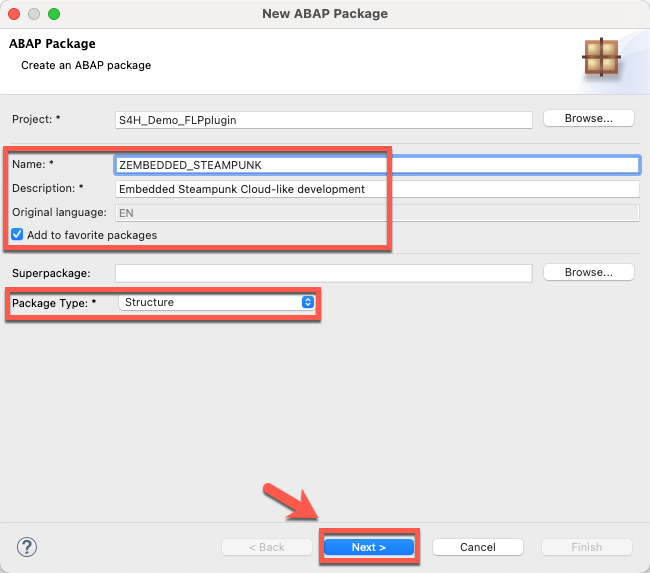 New ABAP Package
ABAP Package
Create an ABAP package
Project: * S4H_Demo_FLPplugin Browse...
Name: * ZEMBEDDED_STEAMPUNK
Description: * Embedded Steampunk Cloud-like development
Original language: EN
Add to favorite packages
Superpackage: Browse...
Package Type: * Structure
? < Back Next > Cancel Finish